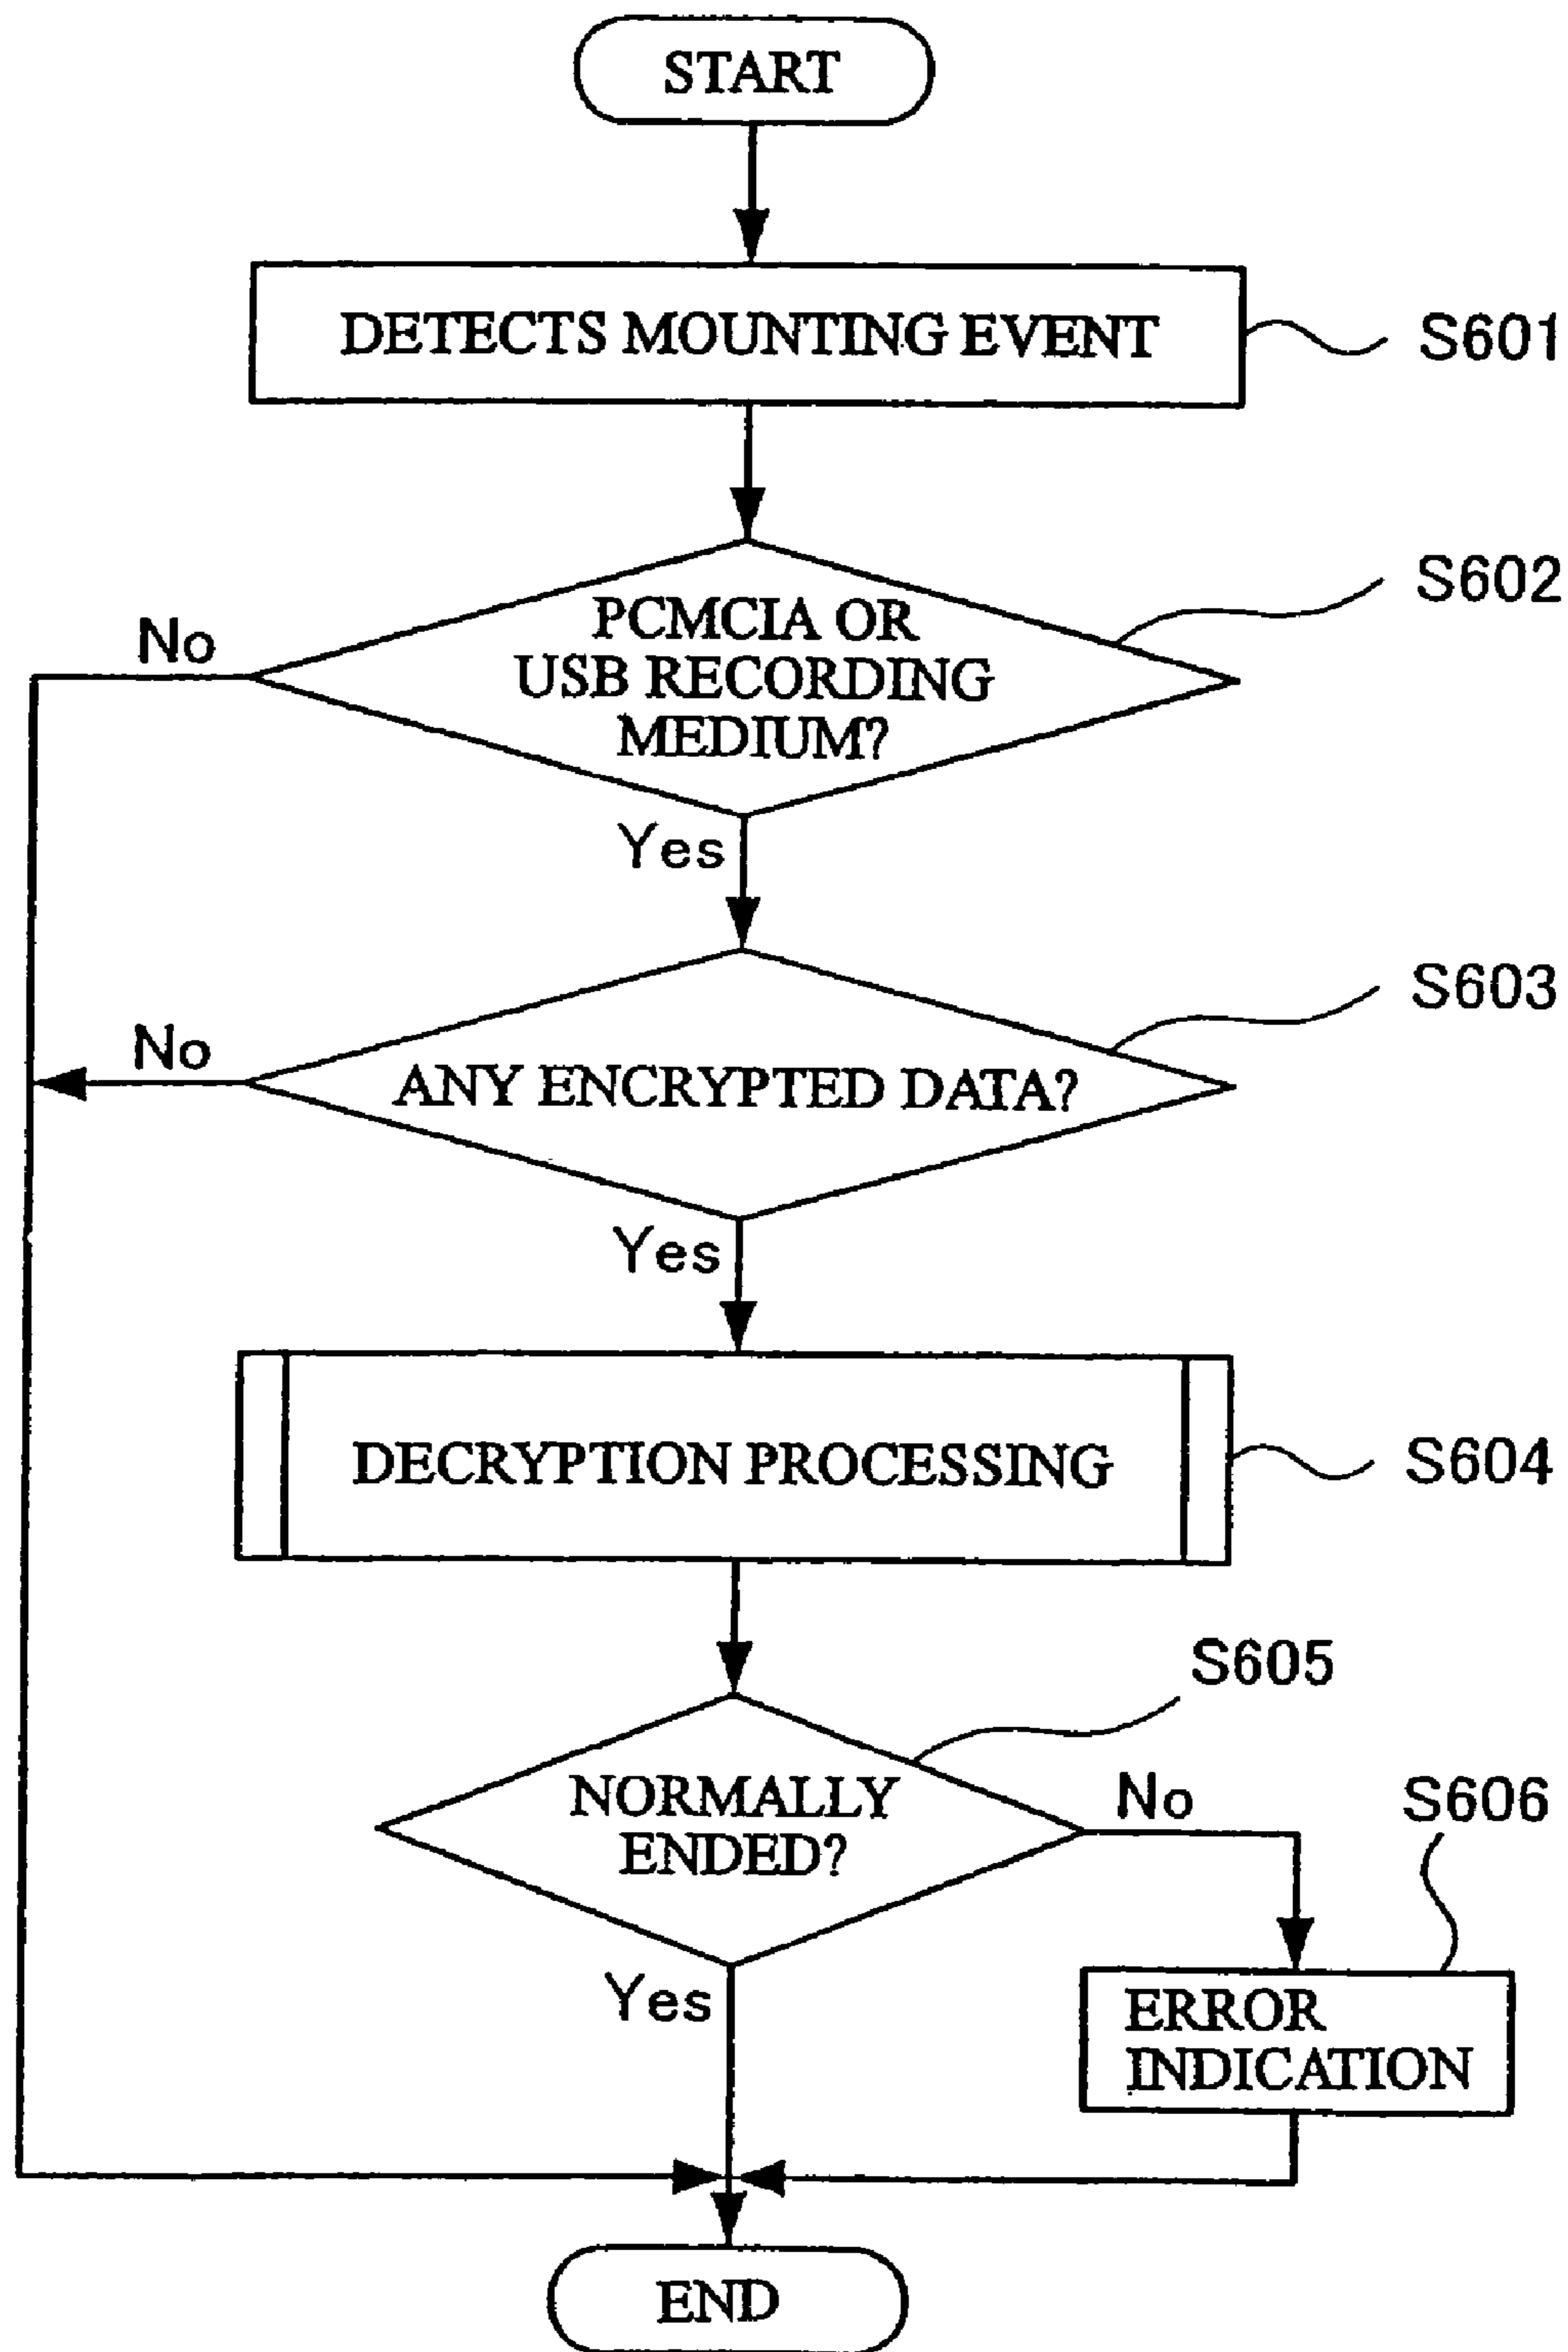 START
DETECTS MOUNTING EVENT
S601
S602
PCMCIA OR
USB RECORDING
MEDIUM?
No
Yes
S603
No
ANY ENCRYPTED DATA?
Yes
DECRYPTION PROCESSING
S604
S605
NORMALLY
ENDED?
No
S606
Yes
ERROR
INDICATION
END